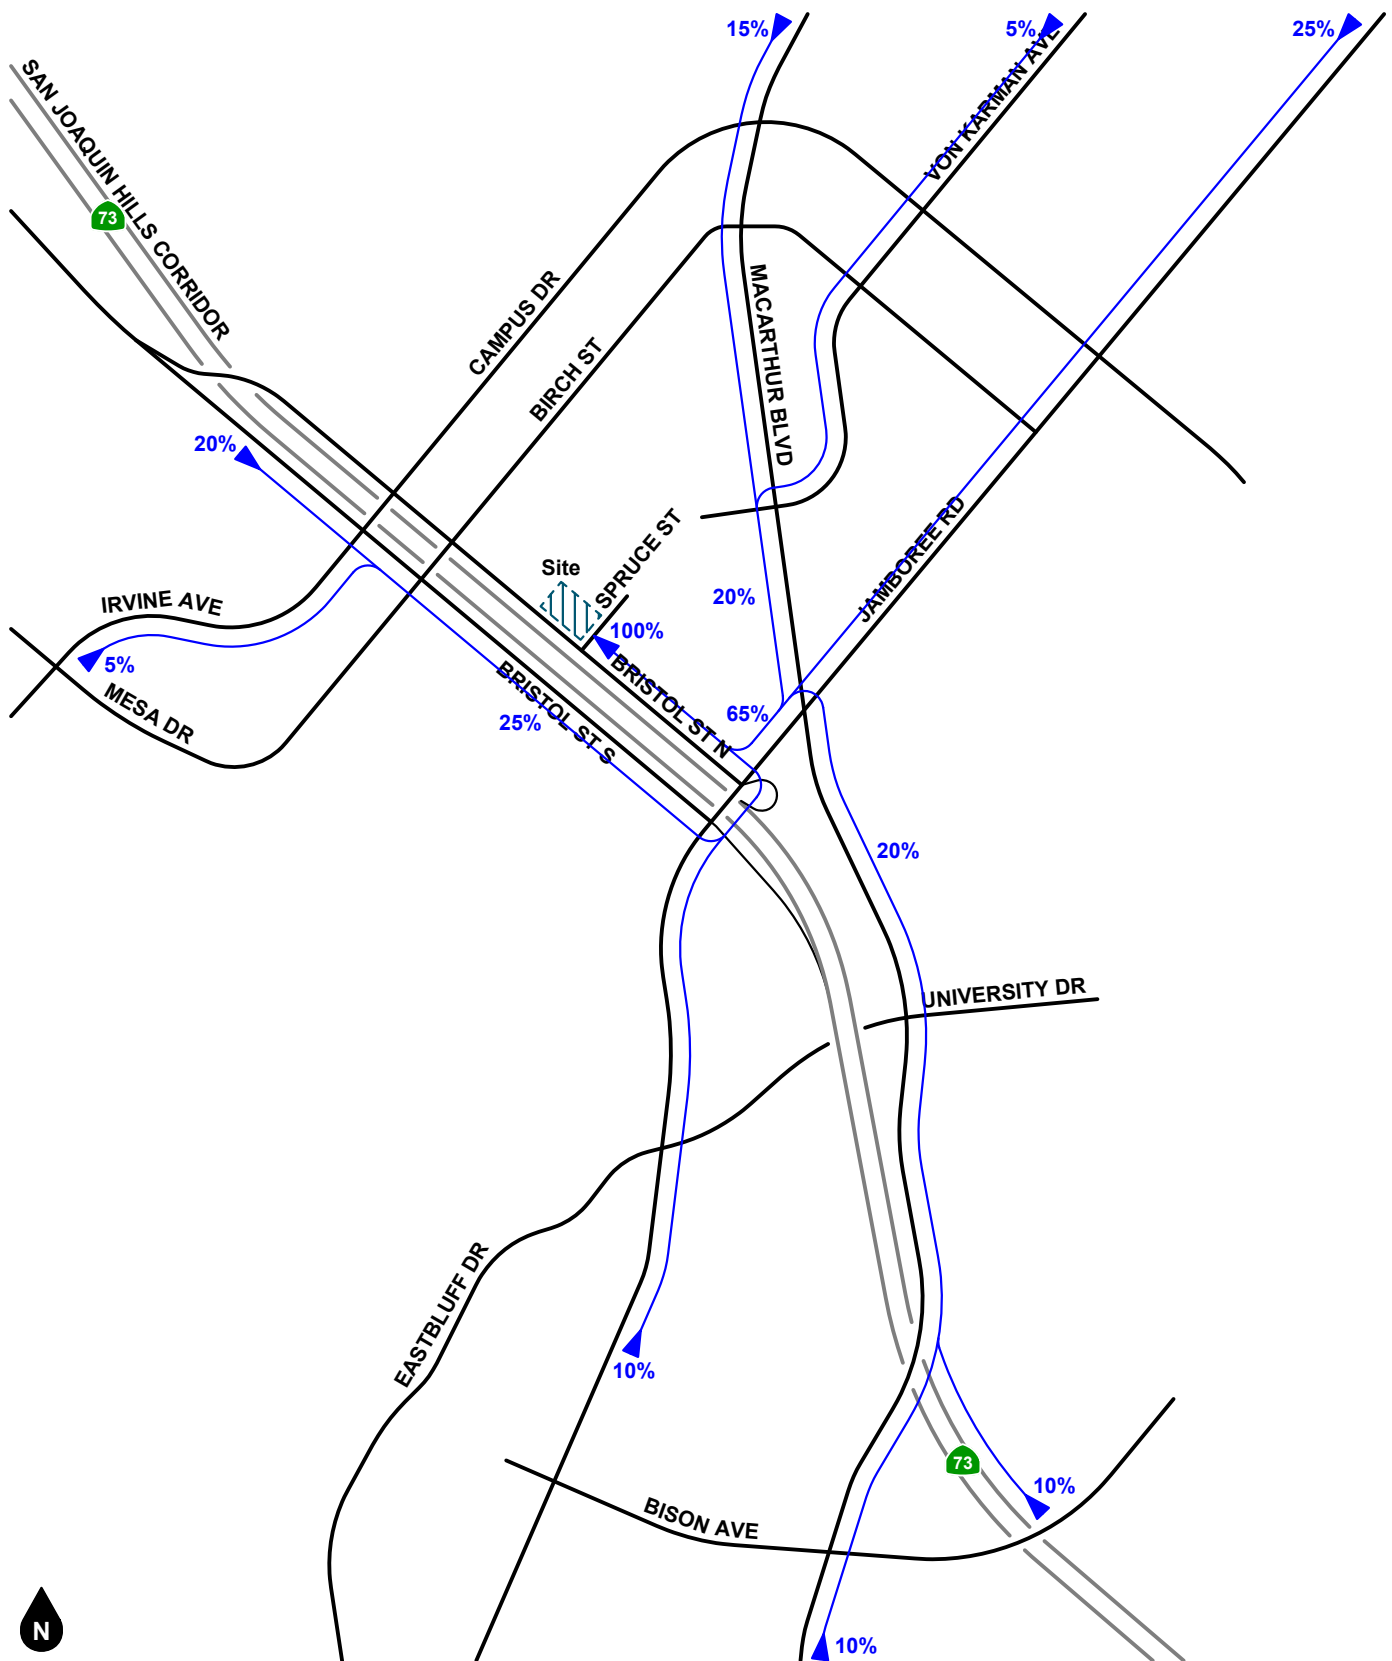 15%
5%
25%
SAN JOAQUIN HILLS CORRIDOR
VON KARMAN AVE
73
CAMPUS DR
MACARTHUR BLVD
BIRCH ST
20%
JAMBOREE RD
SPRUCE ST
Site
20%
IRVINE AVE
100%
5%
BRISTOL ST N
MESA DR
BRISTOL ST S
25%
65%
20%
UNIVERSITY DR
EASTBLUFF DR
10%
73
10%
BISON AVE
N
10%